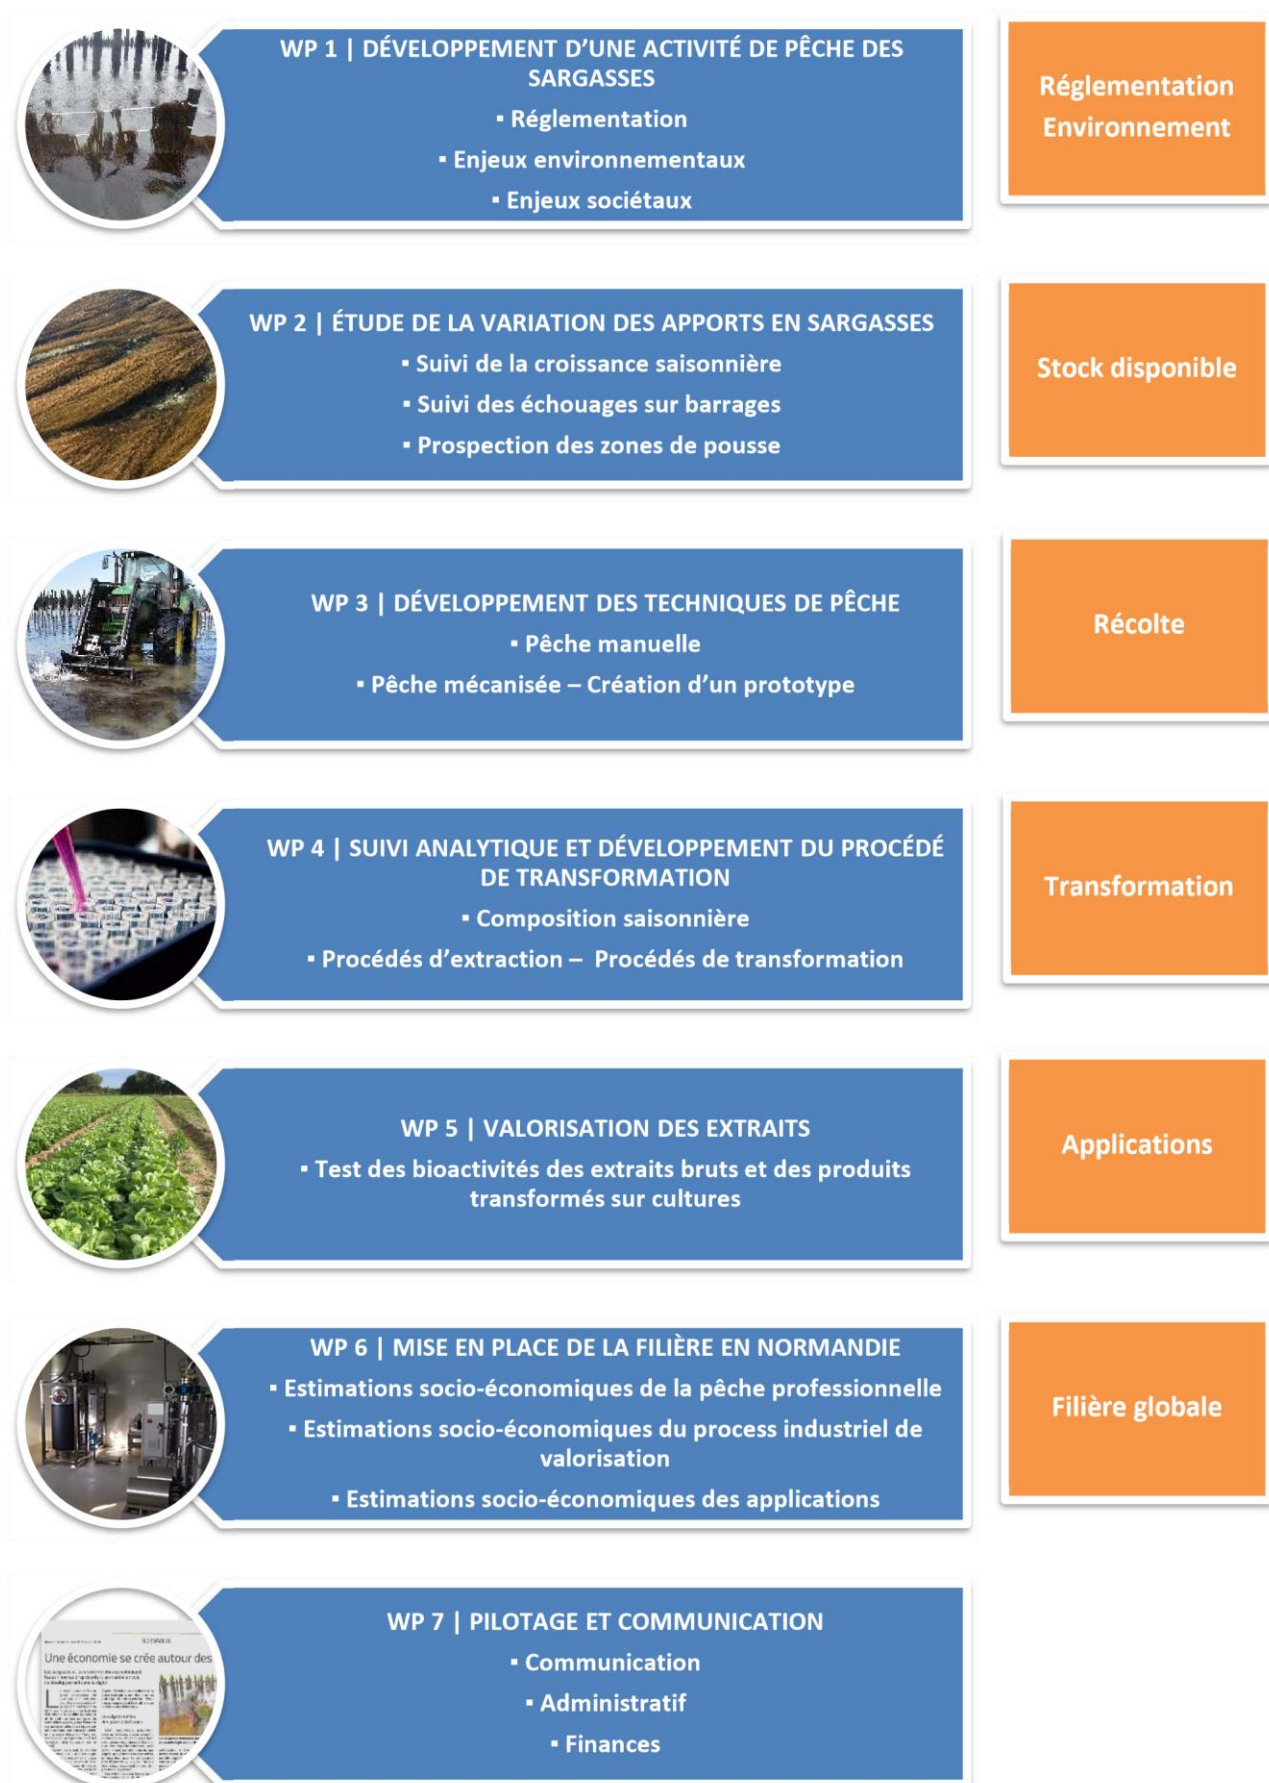 WP 1 | DÉVELOPPEMENT D'UNE ACTIVITÉ DE PÊCHE DES
SARGASSES
▪ Réglementation
▪ Enjeux environnementaux
▪ Enjeux sociétaux
Réglementation
Environnement
WP 2 | ÉTUDE DE LA VARIATION DES APPORTS EN SARGASSES
▪ Suivi de la croissance saisonnière
▪ Suivi des échouages sur barrages
▪ Prospection des zones de pousse
Stock disponible
WP 3 | DÉVELOPPEMENT DES TECHNIQUES DE PÊCHE
▪ Pêche manuelle
▪ Pêche mécanisée – Création d'un prototype
Récolte
WP 4 | SUIVI ANALYTIQUE ET DÉVELOPPEMENT DU PROCÉDÉ
DE TRANSFORMATION
▪ Composition saisonnière
▪ Procédés d'extraction – Procédés de transformation
Transformation
WP 5 | VALORISATION DES EXTRAITS
▪ Test des bioactivités des extraits bruts et des produits
transformés sur cultures
Applications
WP 6 | MISE EN PLACE DE LA FILIÈRE EN NORMANDIE
▪ Estimations socio-économiques de la pêche professionnelle
▪ Estimations socio-économiques du process industriel de
valorisation
▪ Estimations socio-économiques des applications
Filière globale
WP 7 | PILOTAGE ET COMMUNICATION
▪ Communication
▪ Administratif
▪ Finances
Une économie se crée autour des